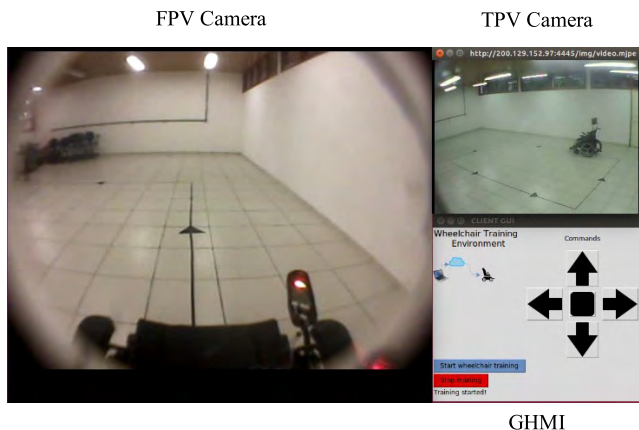 FPV Camera
TPV Camera
http://200.129.152.97:4445/img/video.mjpe
CLIENT GUI
Wheelchair Training
Environment
Commands
Start wheelchair training
Stop training
Training started!
GHMI